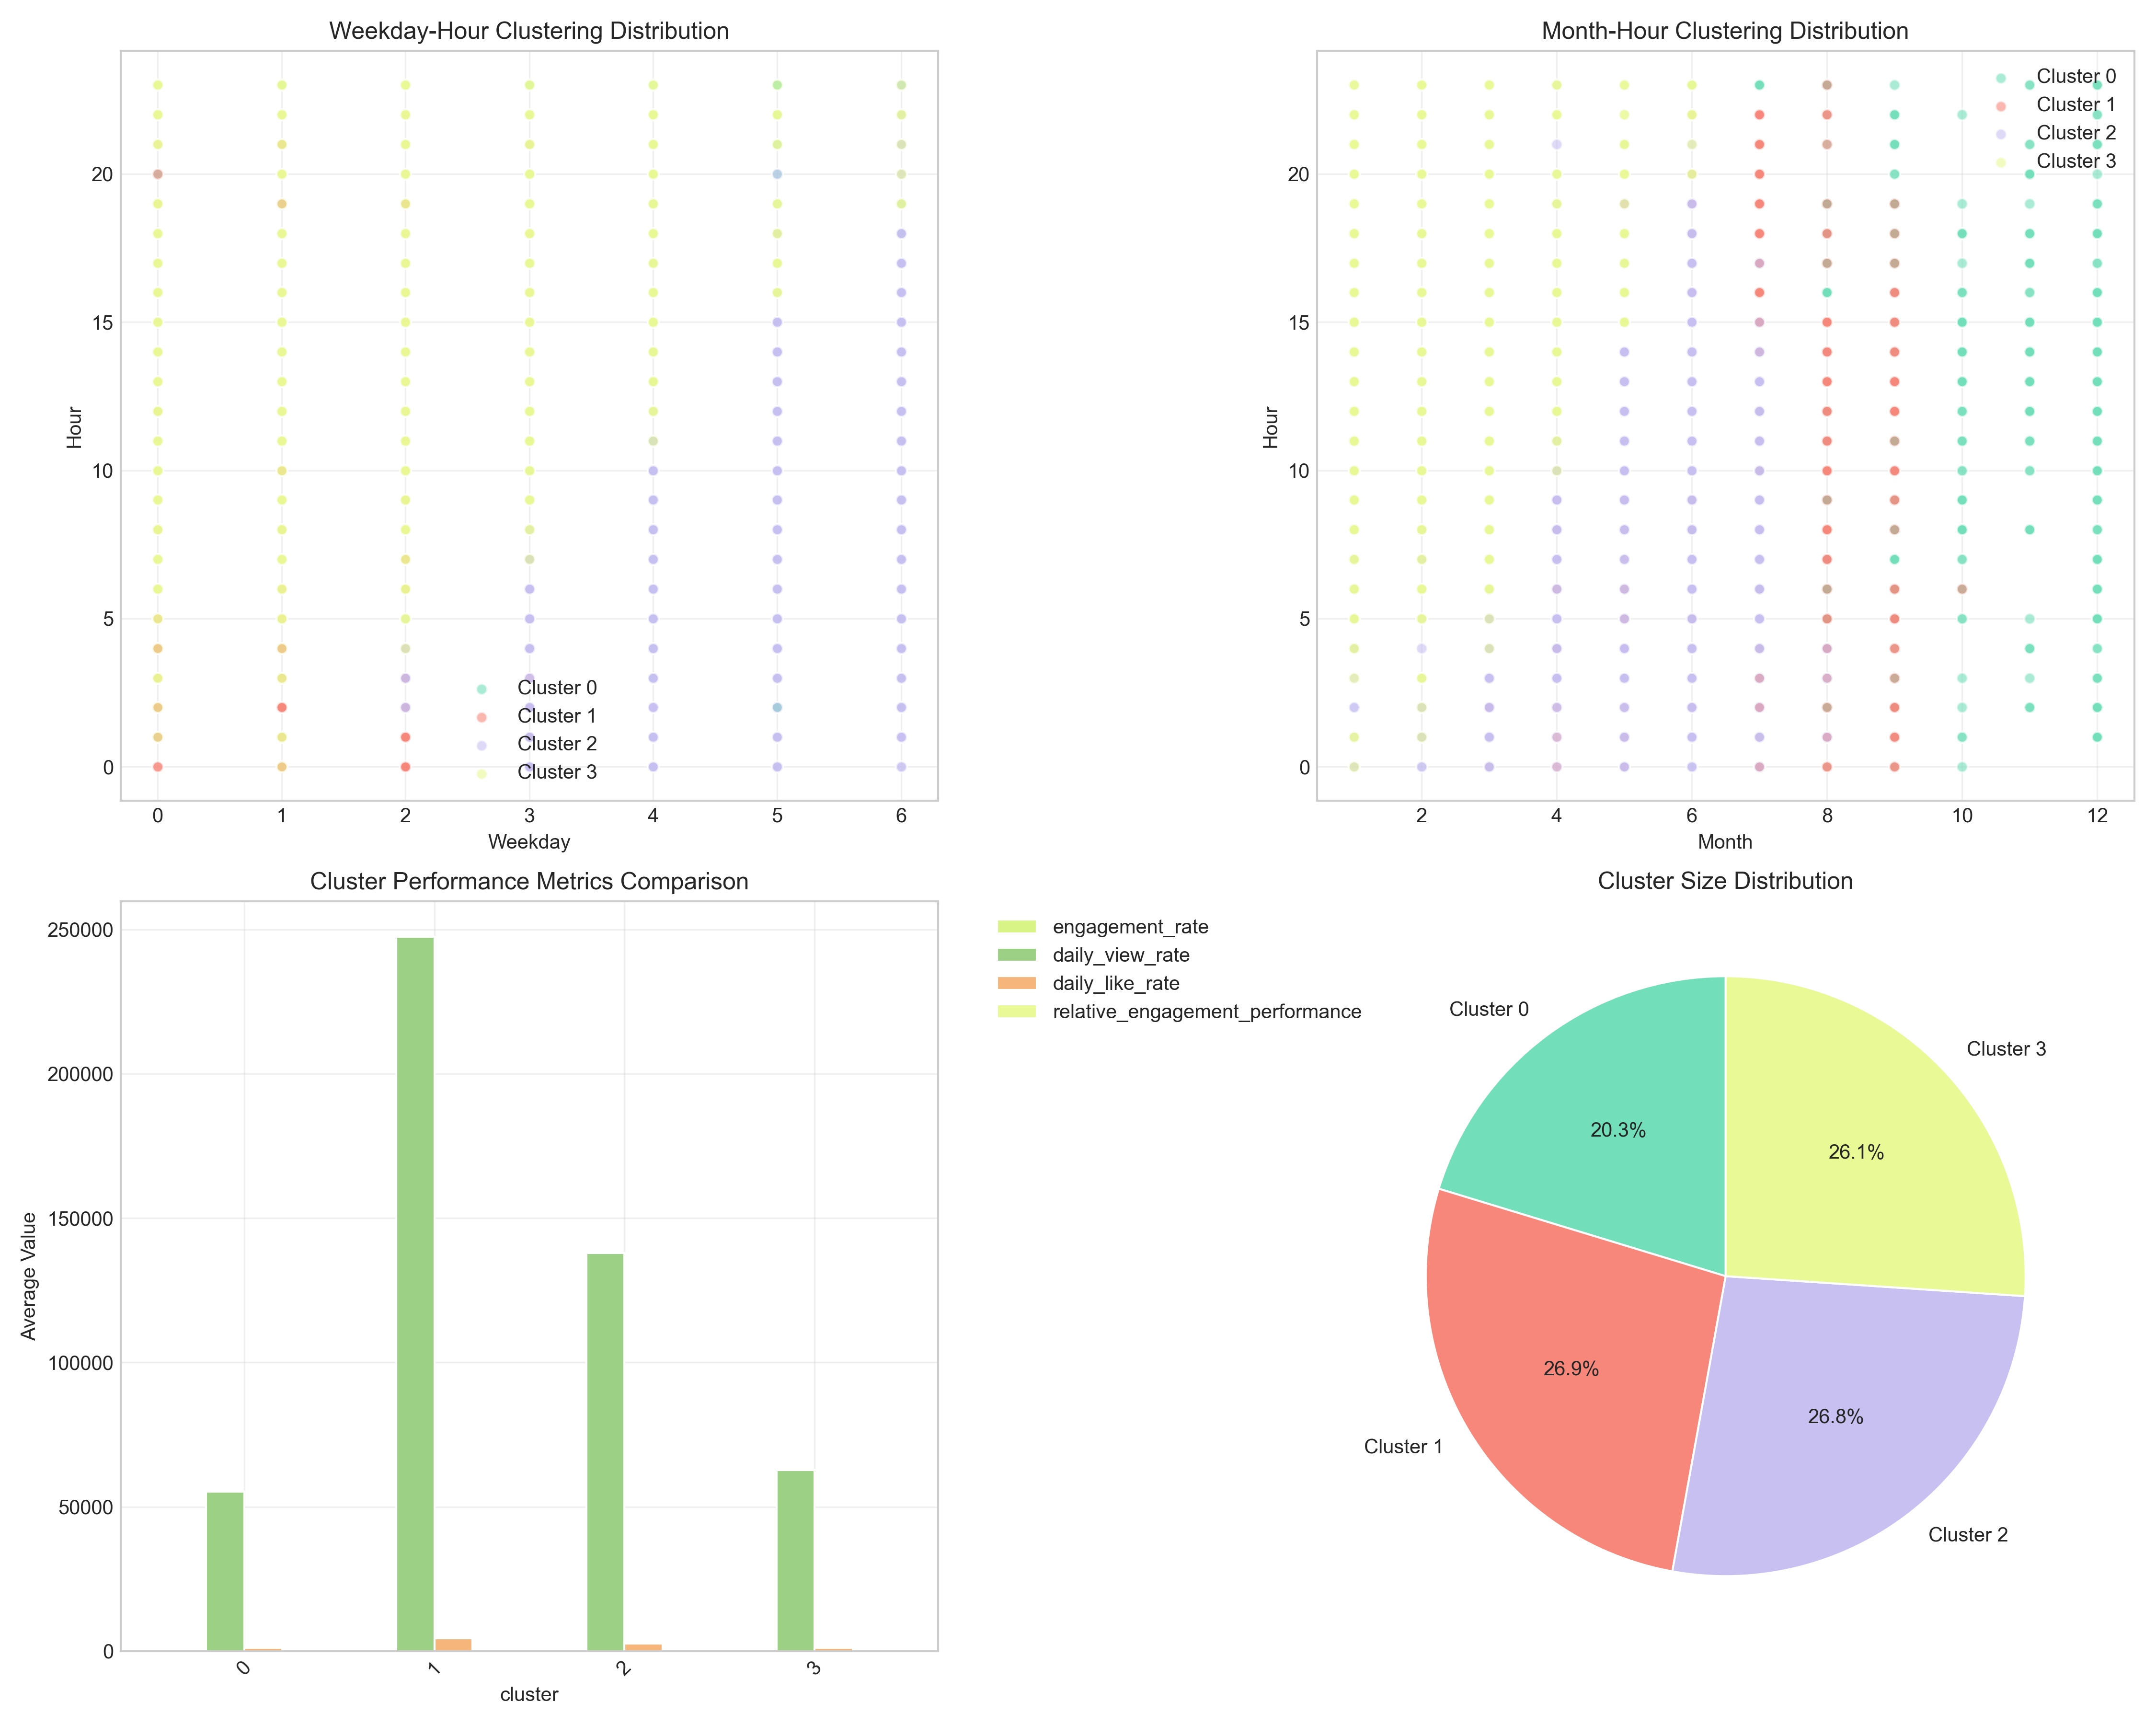 Weekday-Hour Clustering Distribution
Hour
20
15
10
5
0
Cluster 0
Cluster 1
Cluster 2
Cluster 3
0 1 2 3 4 5 6
Weekday
Month-Hour Clustering Distribution
Hour
20
15
10
5
0
Cluster 0
Cluster 1
Cluster 2
Cluster 3
2 4 6 8 10 12
Month
Cluster Performance Metrics Comparison
Average Value
250000
200000
150000
100000
50000
0
0 1 2 3
cluster
engagement_rate
daily_view_rate
daily_like_rate
relative_engagement_performance
Cluster Size Distribution
Cluster 0
20.3%
Cluster 3
26.1%
Cluster 1
26.9%
Cluster 2
26.8%